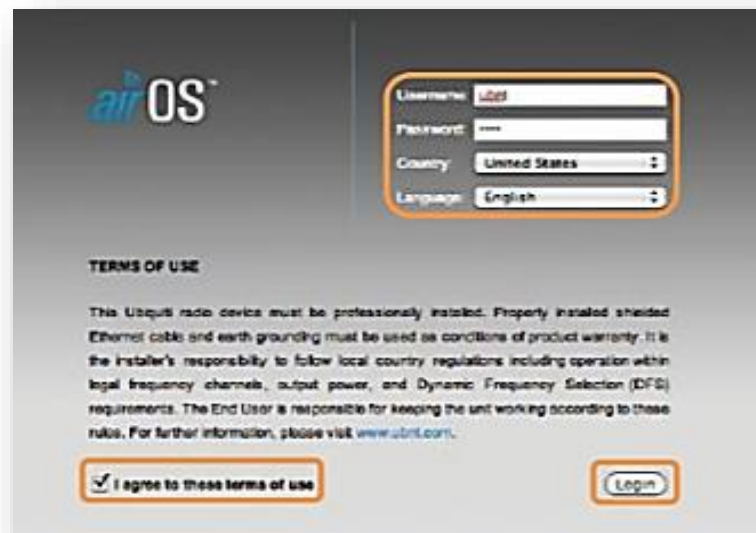 airOS™
Username: ubnt
Password: ••••
Country: United States
Language: English
TERMS OF USE
This Ubiquiti radio device must be professionally installed. Properly installed shielded
Ethernet cable and earth grounding must be used as conditions of product warranty. It is
the installer's responsibility to follow local country regulations including operation within
legal frequency channels, output power, and Dynamic Frequency Selection (DFS)
requirements. The End User is responsible for keeping the unit working according to these
rules. For further information, please visit www.ubnt.com.
I agree to these terms of use
Login